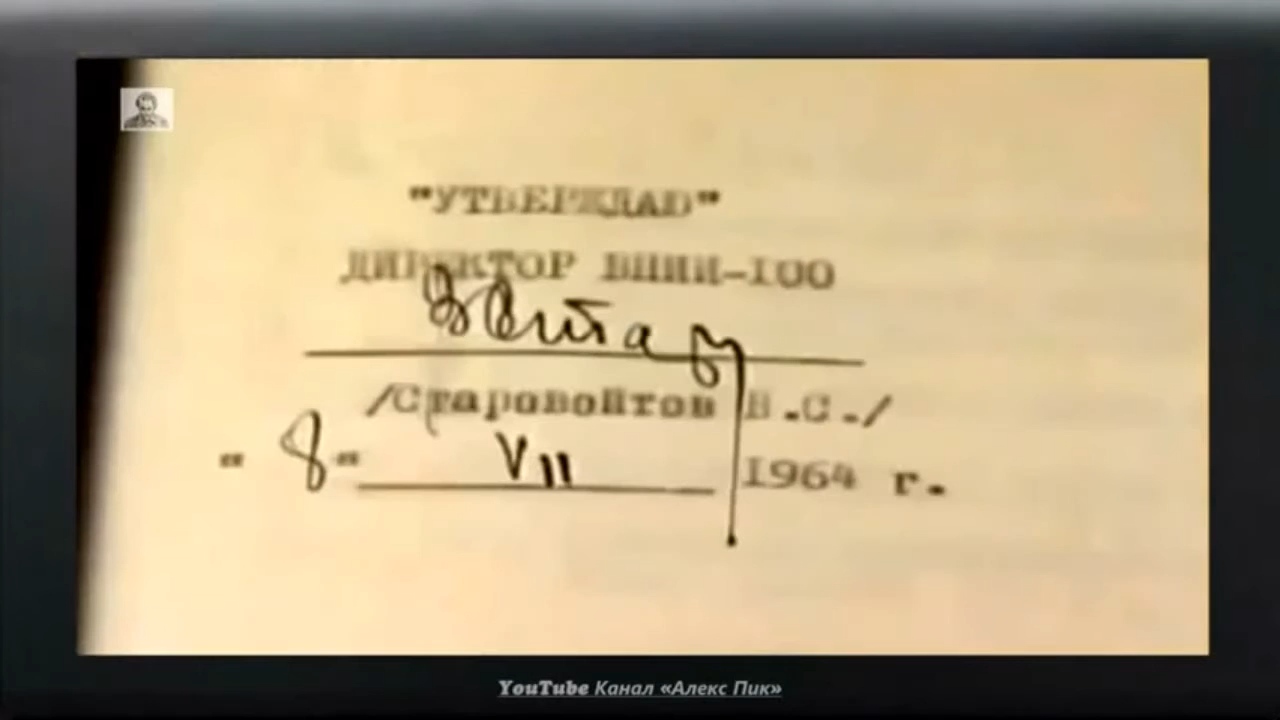 "УТВЕРЖДАЮ"
ДИРЕКТОР ВНИИ-100
/Старовойтов В.С./
" 8 " VII 1964 г.
YouTube Канал «Алекс Пик»